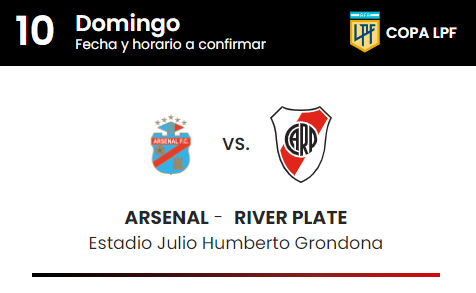 10
Domingo
Fecha y horario a confirmar
LPF
COPA LPF
ARSENAL F.C.
vs.
CARP
ARSENAL - RIVER PLATE
Estadio Julio Humberto Grondona